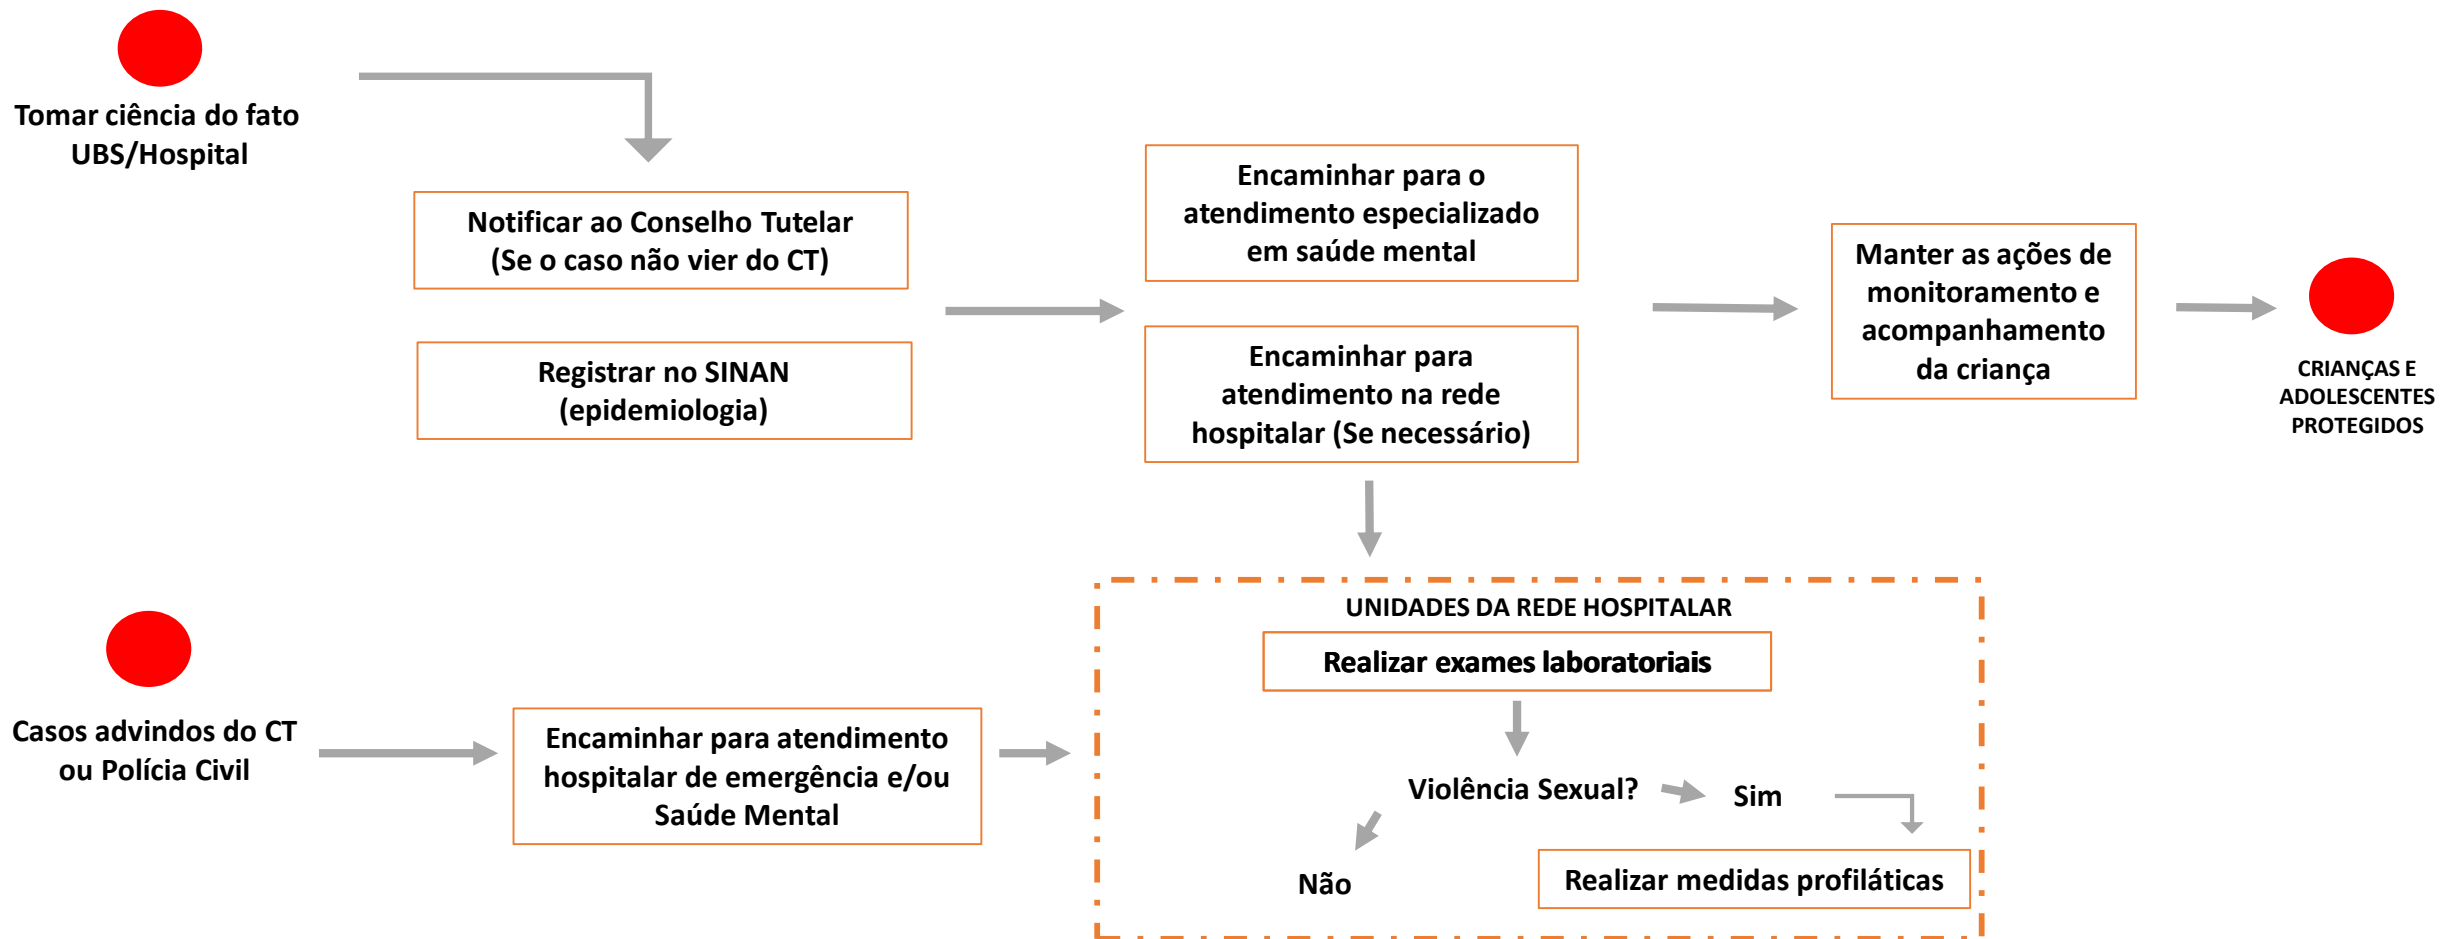 Tomar ciência do fato
UBS/Hospital
Notificar ao Conselho Tutelar
(Se o caso não vier do CT)
Registrar no SINAN
(epidemiologia)
Encaminhar para o
atendimento especializado
em saúde mental
Encaminhar para
atendimento na rede
hospitalar (Se necessário)
Manter as ações de
monitoramento e
acompanhamento
da criança
CRIANÇAS E
ADOLESCENTES
PROTEGIDOS
Casos advindos do CT
ou Polícia Civil
Encaminhar para atendimento
hospitalar de emergência e/ou
Saúde Mental
UNIDADES DA REDE HOSPITALAR
Realizar exames laboratoriais
Violência Sexual?
Sim
Não
Realizar medidas profiláticas